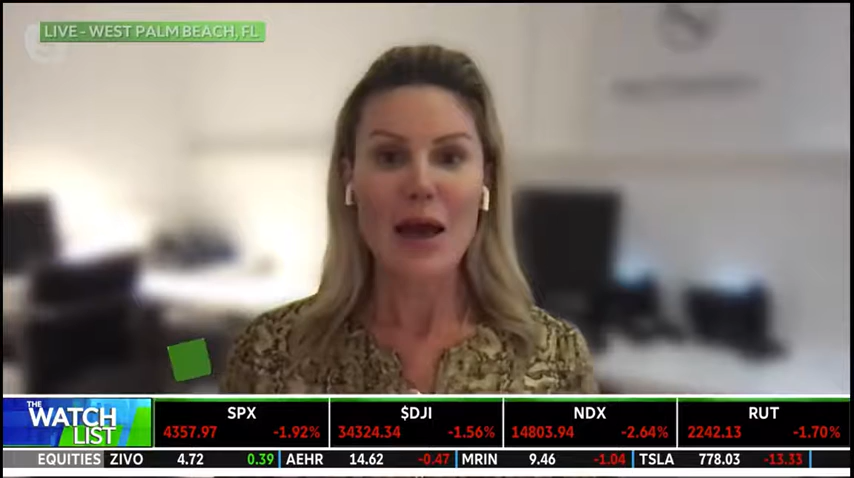 LIVE - WEST PALM BEACH, FL
THE WATCH LIST
SPX $DJI NDX RUT
4357.97 -1.92% 34324.34 -1.56% 14803.94 -2.64% 2242.13 -1.70%
EQUITIES ZIVO 4.72 0.39 AEHR 14.62 -0.47 MRIN 9.46 -1.04 TSLA 778.03 -13.33